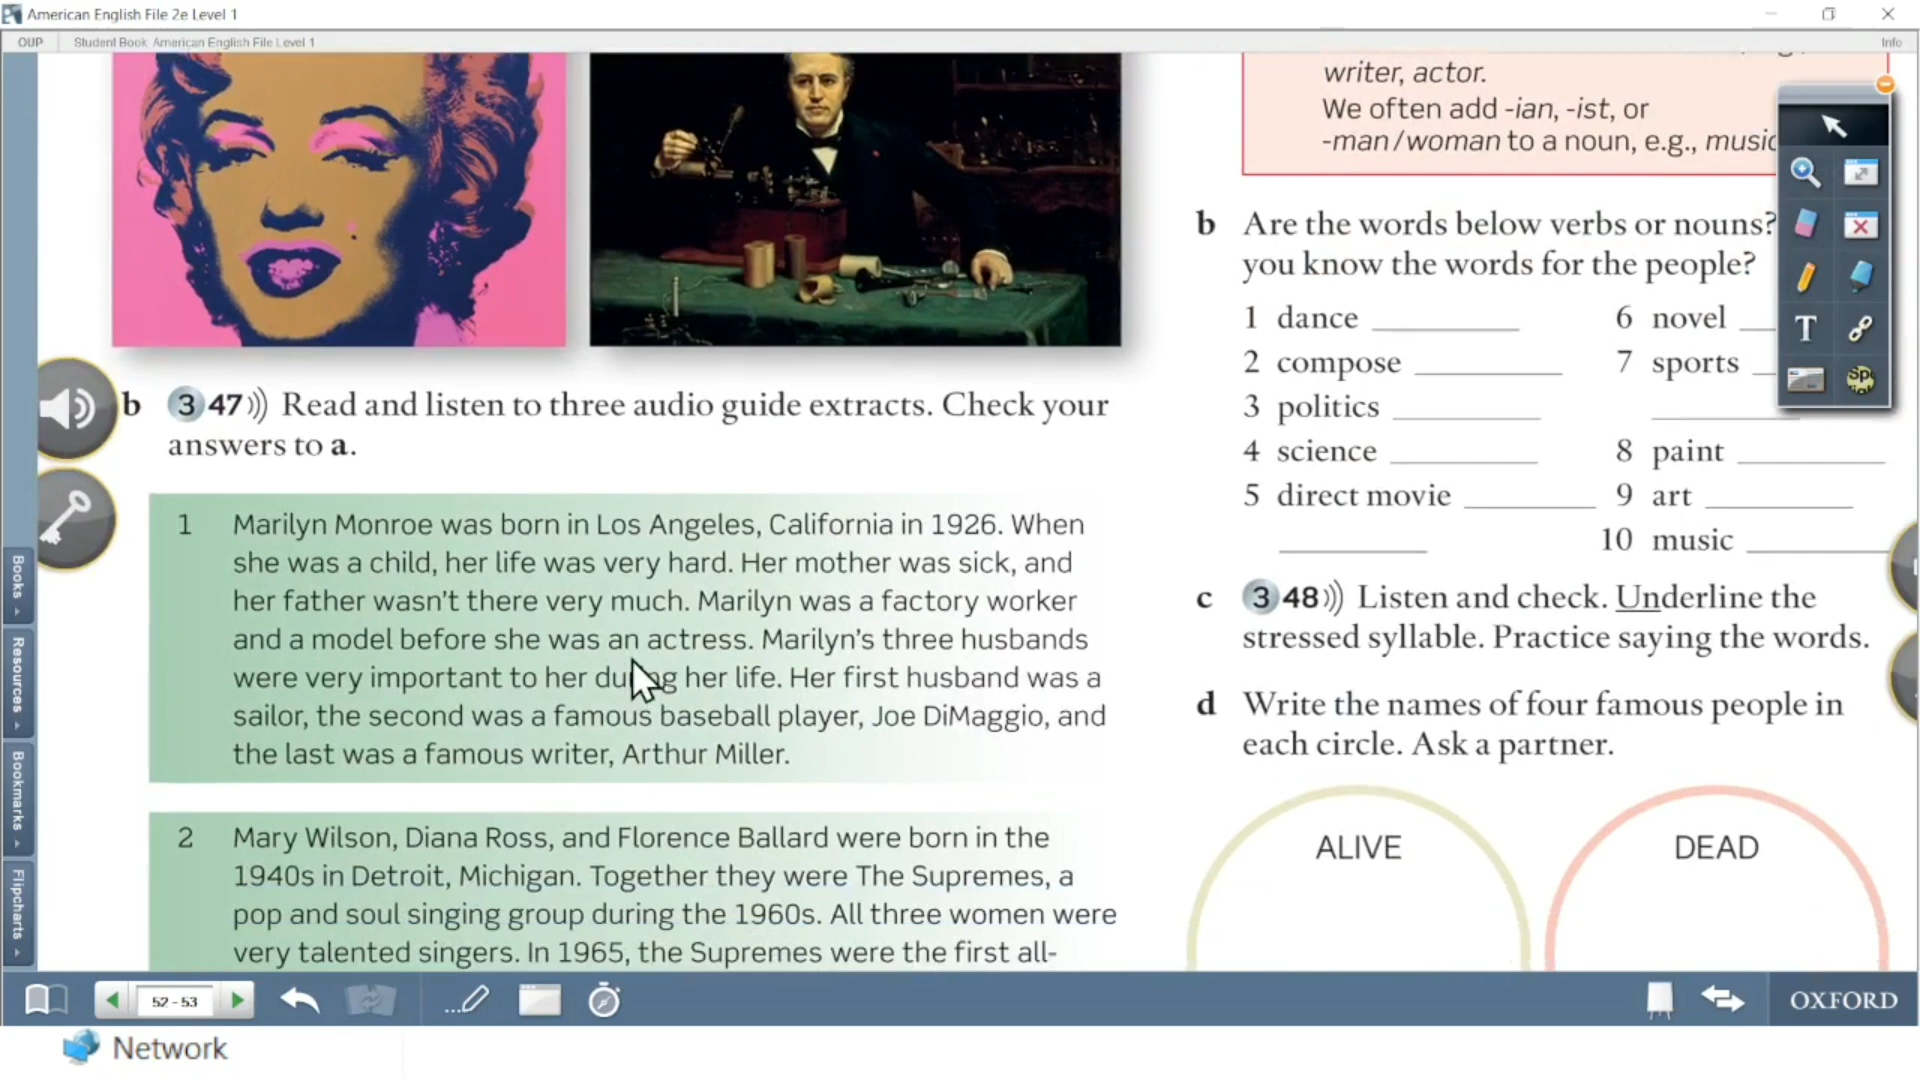 American English File 2e Level 1
OUP
Student Book: American English File Level 1
Info
b 3 47 Read and listen to three audio guide extracts. Check your
answers to a.
1 Marilyn Monroe was born in Los Angeles, California in 1926. When
she was a child, her life was very hard. Her mother was sick, and
her father wasn't there very much. Marilyn was a factory worker
and a model before she was an actress. Marilyn's three husbands
were very important to her during her life. Her first husband was a
sailor, the second was a famous baseball player, Joe DiMaggio, and
the last was a famous writer, Arthur Miller.
2 Mary Wilson, Diana Ross, and Florence Ballard were born in the
1940s in Detroit, Michigan. Together they were The Supremes, a
pop and soul singing group during the 1960s. All three women were
very talented singers. In 1965, the Supremes were the first all-
writer, actor.
We often add -ian, -ist, or
-man/woman to a noun, e.g., music
b Are the words below verbs or nouns?
you know the words for the people?
1 dance
2 compose
3 politics
4 science
5 direct movie
6 novel
7 sports
8 paint
9 art
10 music
c 3 48 Listen and check. Underline the
stressed syllable. Practice saying the words.
d Write the names of four famous people in
each circle. Ask a partner.
ALIVE
DEAD
T
Books
Resources
Bookmarks
Flipcharts
52 - 53
OXFORD
Network